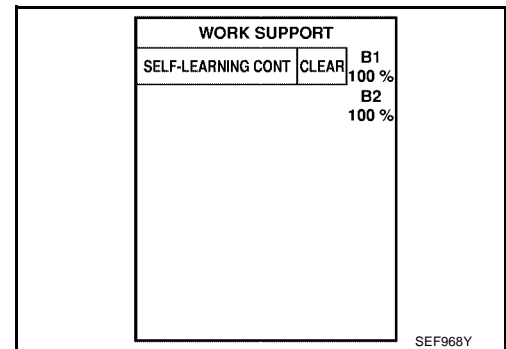 WORK SUPPORT
SELF-LEARNING CONT CLEAR B1
100 %
B2
100 %
SEF968Y